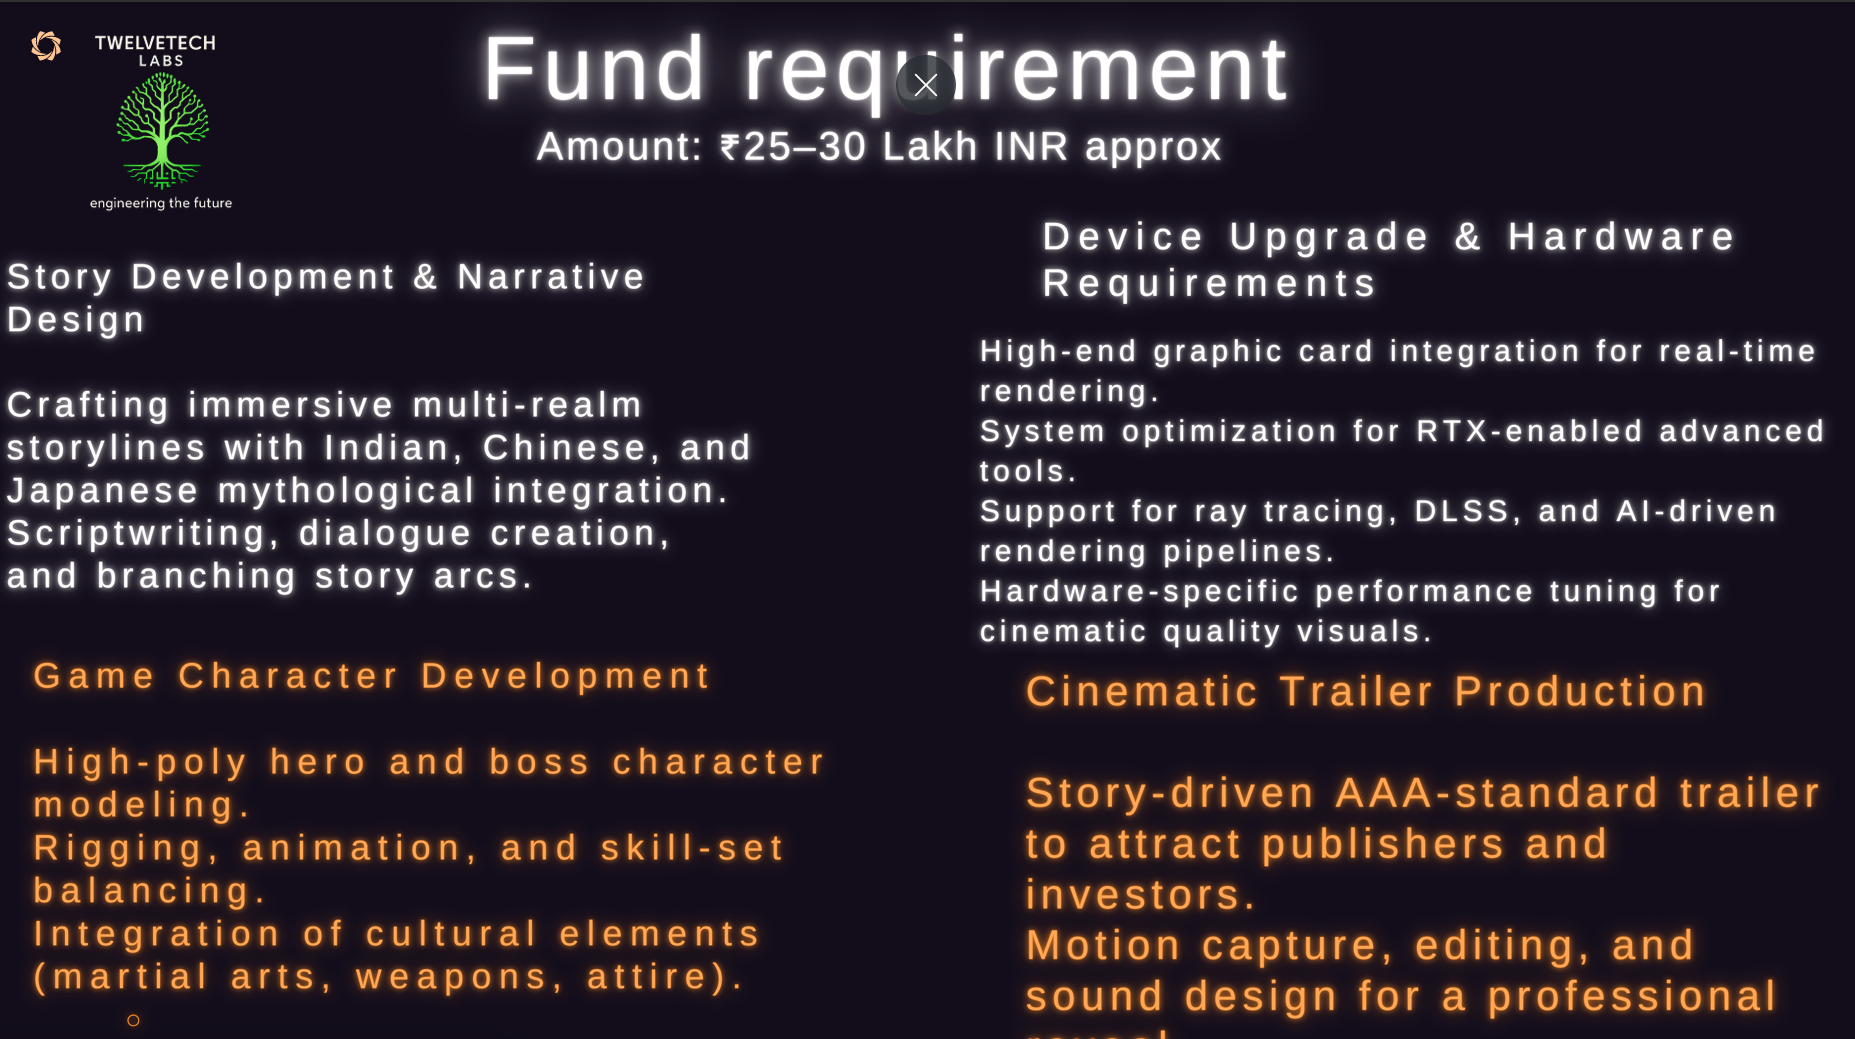 TWELVETECH
LABS
engineering the future
Fund requirement
Amount: ₹25–30 Lakh INR approx
Story Development & Narrative
Design
Crafting immersive multi-realm
storylines with Indian, Chinese, and
Japanese mythological integration.
Scriptwriting, dialogue creation,
and branching story arcs.
Game Character Development
High-poly hero and boss character
modeling.
Rigging, animation, and skill-set
balancing.
Integration of cultural elements
(martial arts, weapons, attire).
Device Upgrade & Hardware
Requirements
High-end graphic card integration for real-time
rendering.
System optimization for RTX-enabled advanced
tools.
Support for ray tracing, DLSS, and AI-driven
rendering pipelines.
Hardware-specific performance tuning for
cinematic quality visuals.
Cinematic Trailer Production
Story-driven AAA-standard trailer
to attract publishers and
investors.
Motion capture, editing, and
sound design for a professional